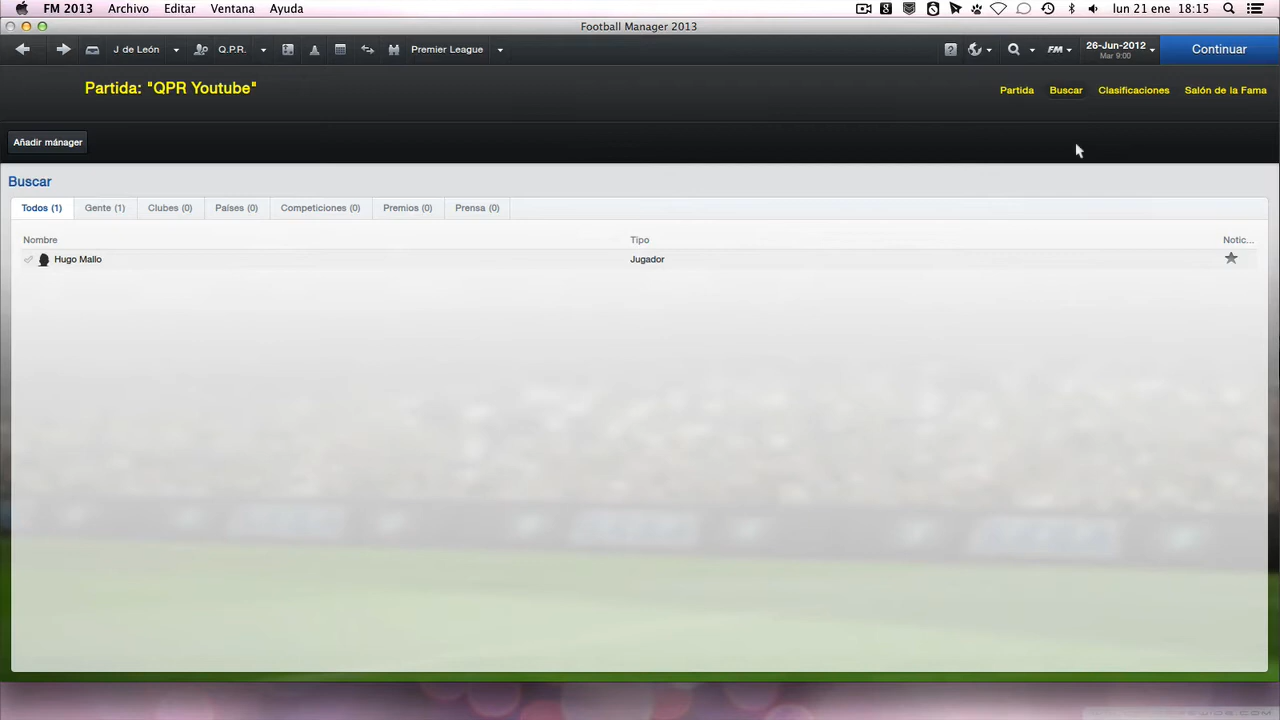 FM 2013 Archivo Editar Ventana Ayuda lun 21 ene 18:15
Football Manager 2013
J de León Q.P.R. Premier League FM 26-Jun-2012 Mar 9:00 Continuar
Partida: "QPR Youtube" Partida Buscar Clasificaciones Salón de la Fama
Añadir mánager
Buscar
Todos (1) Gente (1) Clubes (0) Países (0) Competiciones (0) Premios (0) Prensa (0)
Nombre Tipo Notic...
Hugo Mallo Jugador